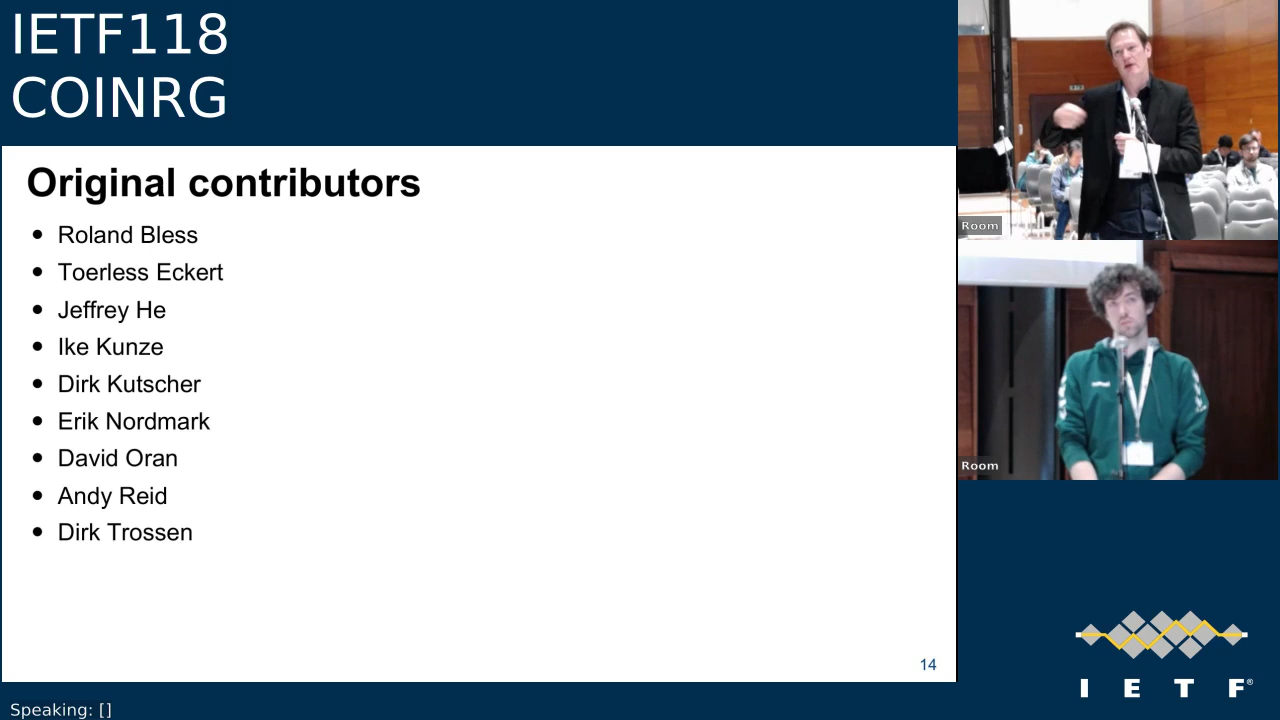 IETF118
COINRG
Original contributors
• Roland Bless
• Toerless Eckert
• Jeffrey He
• Ike Kunze
• Dirk Kutscher
• Erik Nordmark
• David Oran
• Andy Reid
• Dirk Trossen
14
Room
Room
I E T F®
Speaking: []